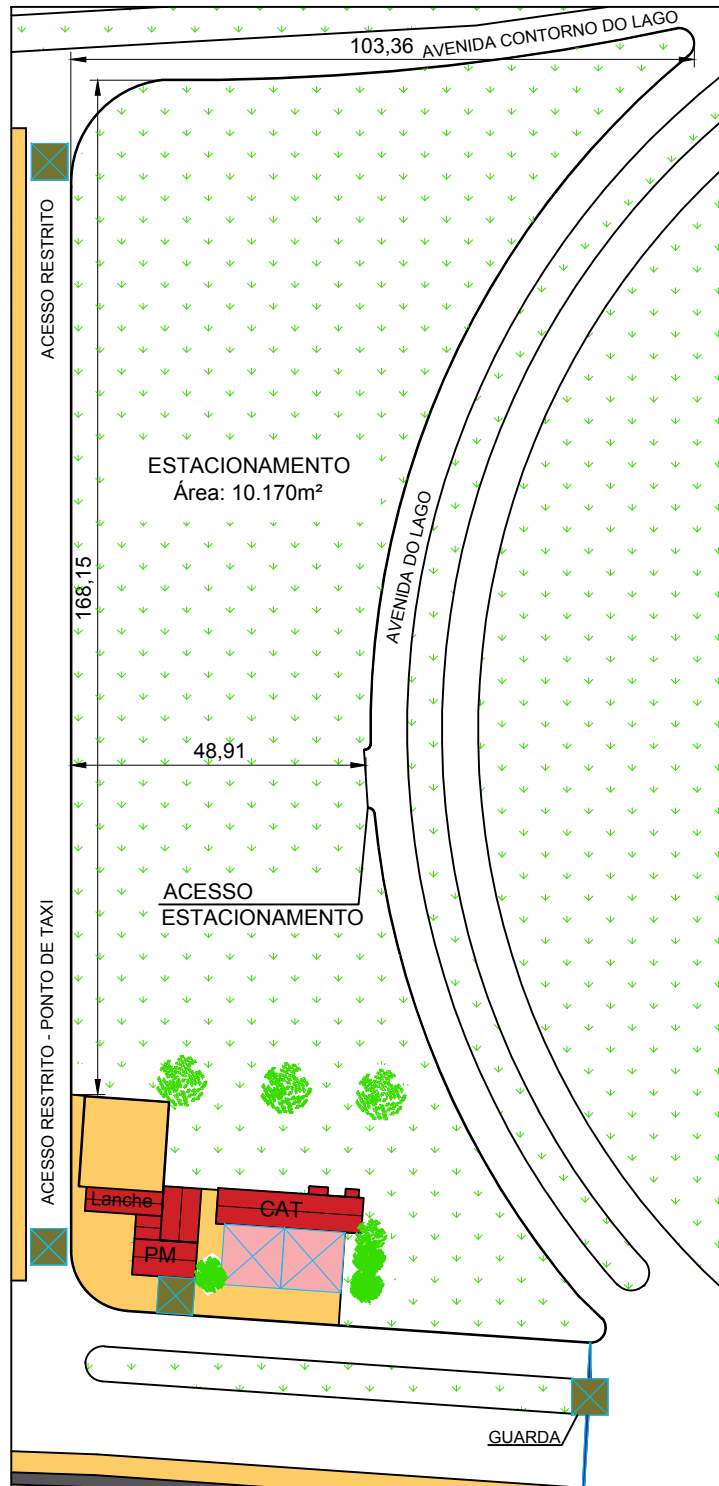 103,36
AVENIDA CONTORNO DO LAGO
ACESSO RESTRITO
ESTACIONAMENTO
Área: 10.170m²
168,15
AVENIDA DO LAGO
48,91
ACESSO
ESTACIONAMENTO
ACESSO RESTRITO - PONTO DE TAXI
Lanche
CAT
PM
GUARDA